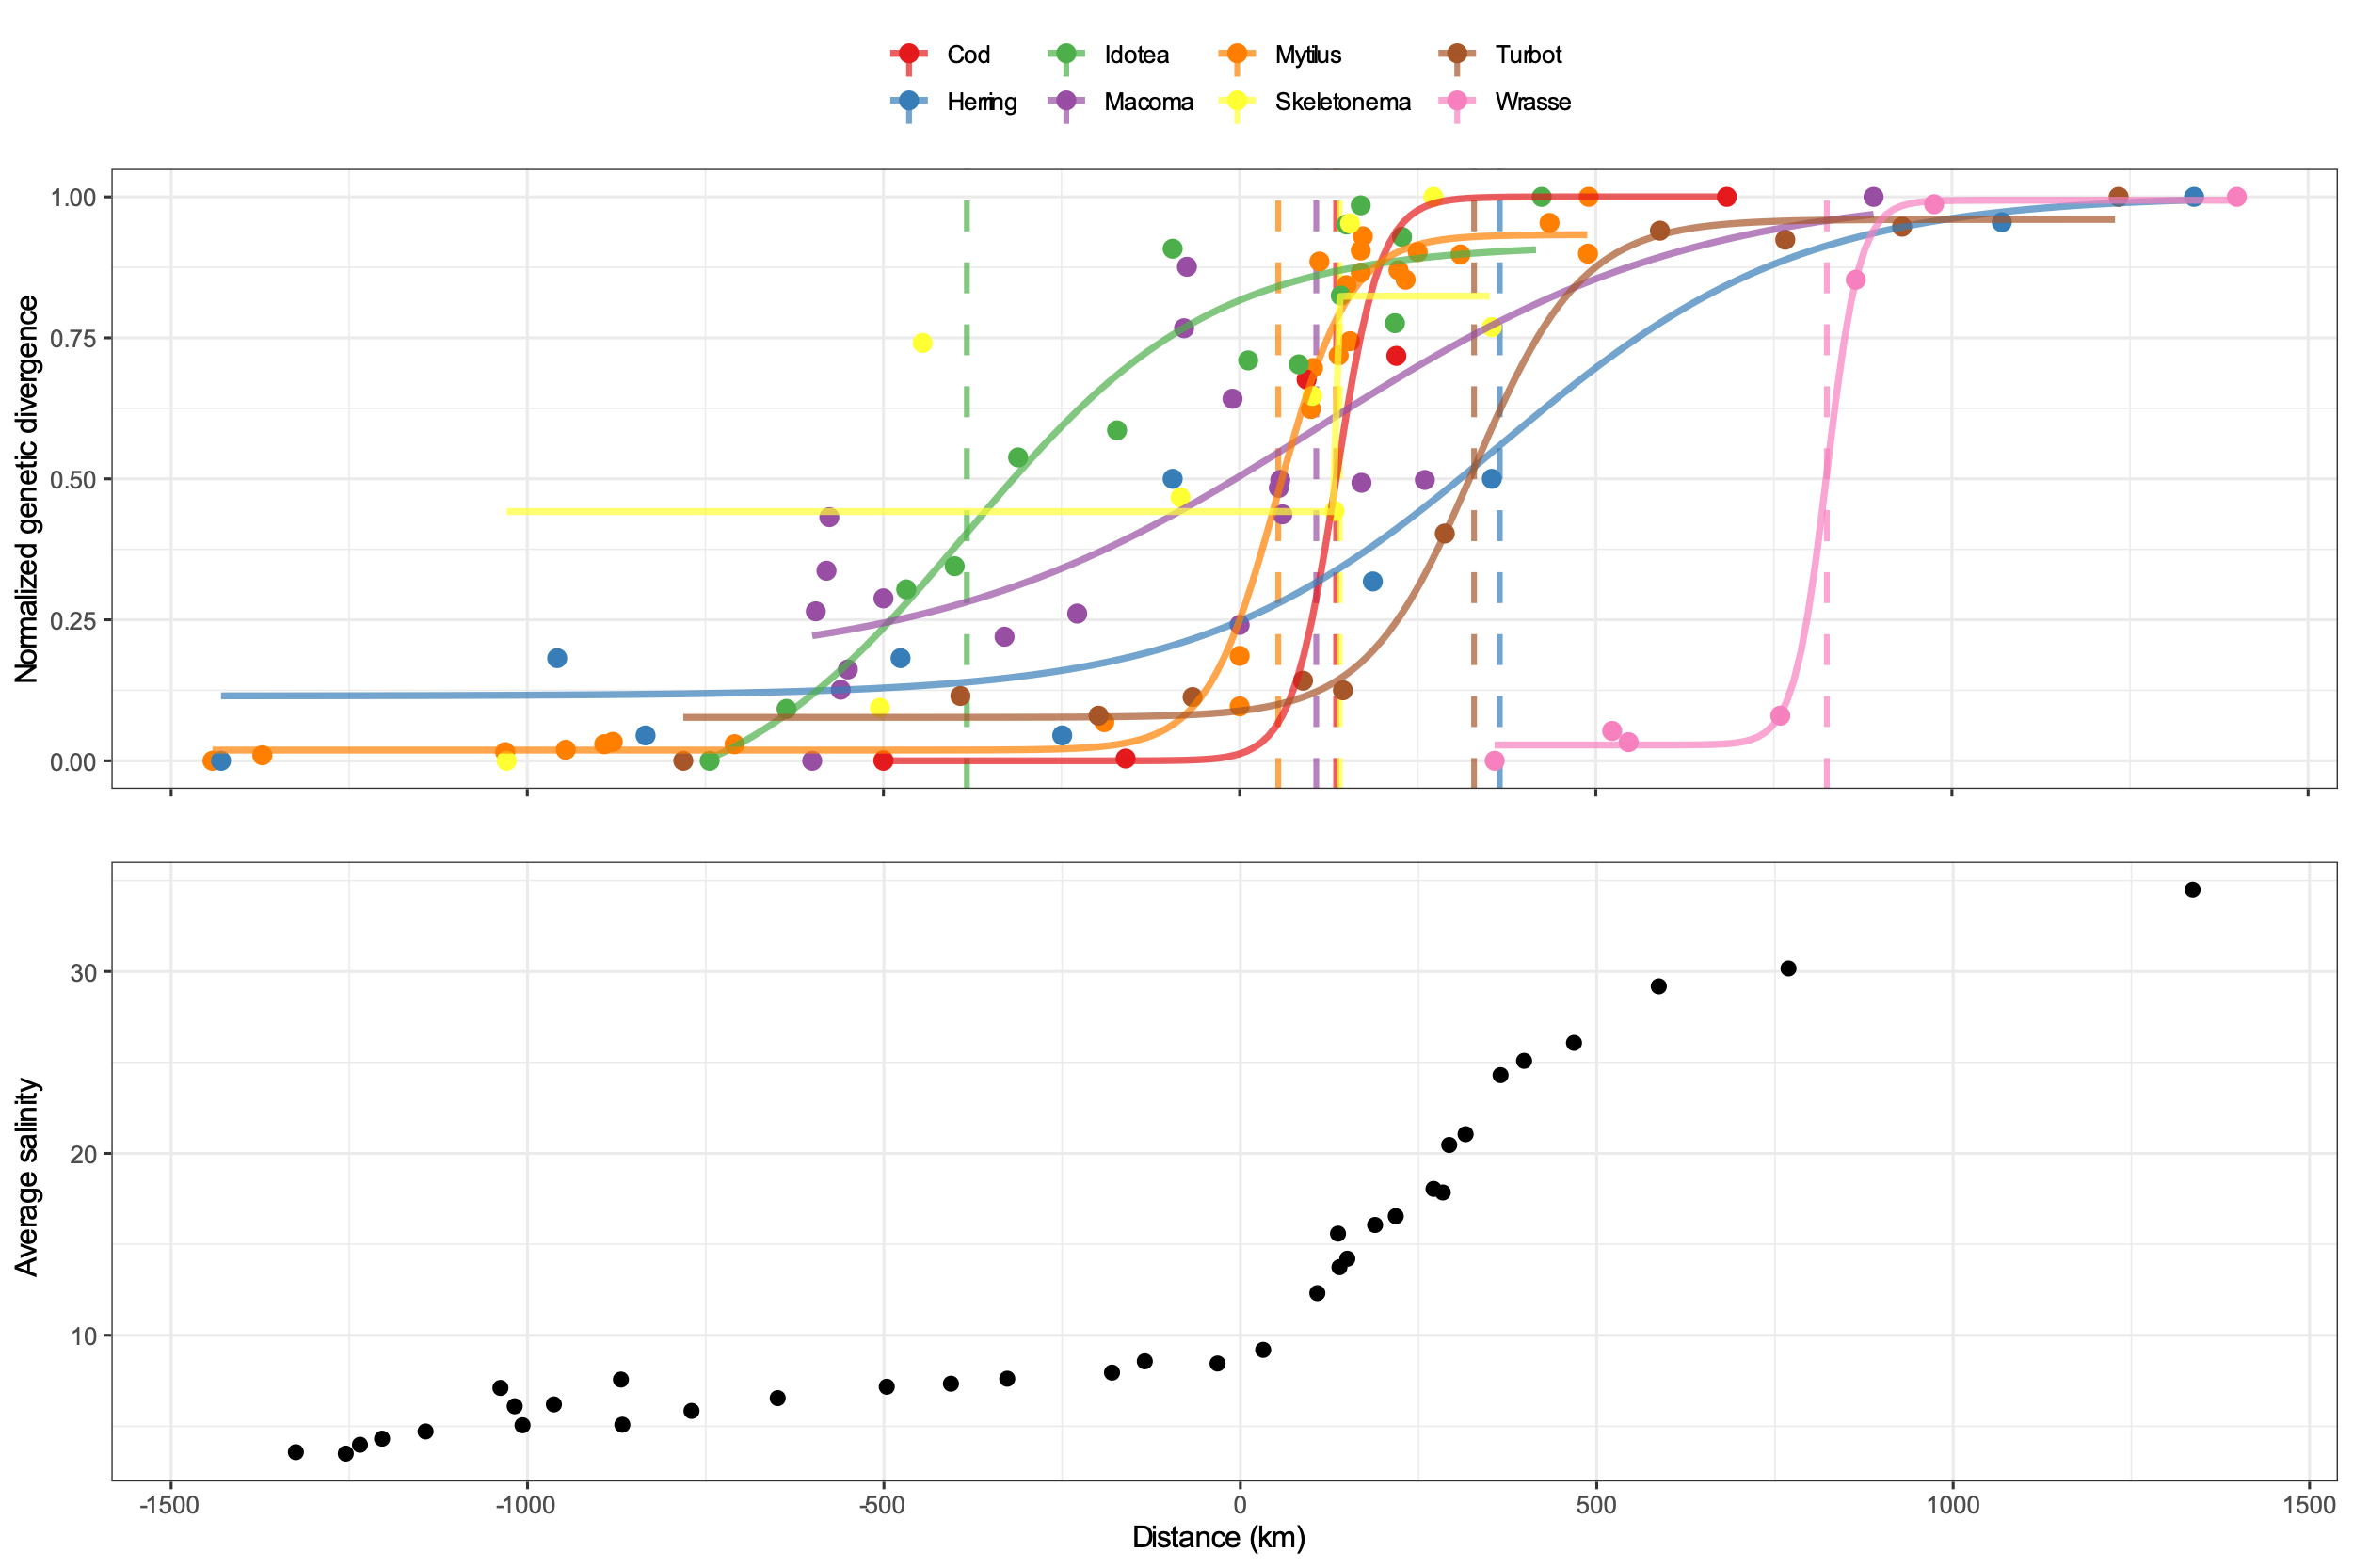 Cod Idotea Mytilus Turbot
Herring Macoma Skeletonema Wrasse
Normalized genetic divergence
1.00
0.75
0.50
0.25
0.00
Average salinity
30
20
10
-1500 -1000 -500 0 500 1000 1500
Distance (km)